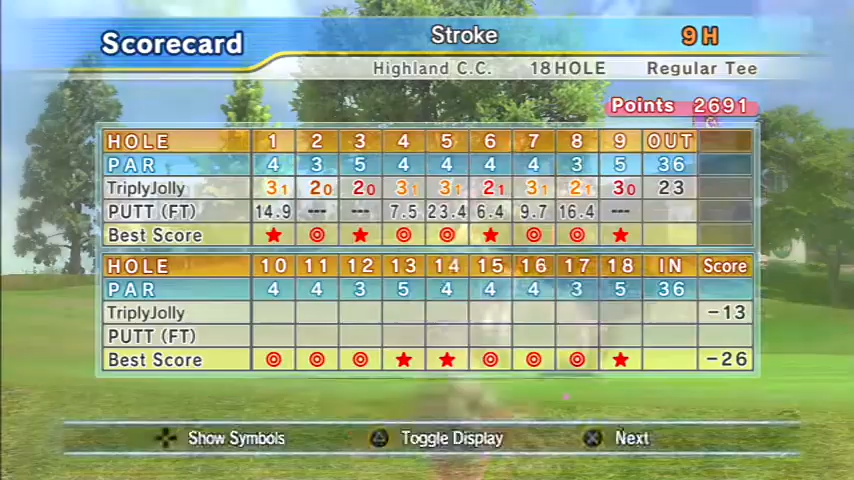 Scorecard Stroke 9H
Highland C.C. 18HOLE Regular Tee
Points 2691
HOLE 1 2 3 4 5 6 7 8 9 OUT
PAR 4 3 5 4 4 4 4 3 5 36
TriplyJolly 31 20 20 31 31 21 31 21 30 23
PUTT (FT) 14.9 --- --- 7.5 23.4 6.4 9.7 16.4 ---
Best Score ★ ◎ ★ ◎ ◎ ★ ◎ ◎ ★
HOLE 10 11 12 13 14 15 16 17 18 IN Score
PAR 4 4 3 5 4 4 4 3 5 36
TriplyJolly -13
PUTT (FT)
Best Score ◎ ◎ ◎ ★ ★ ◎ ◎ ◎ ★ -26
Show Symbols Toggle Display Next